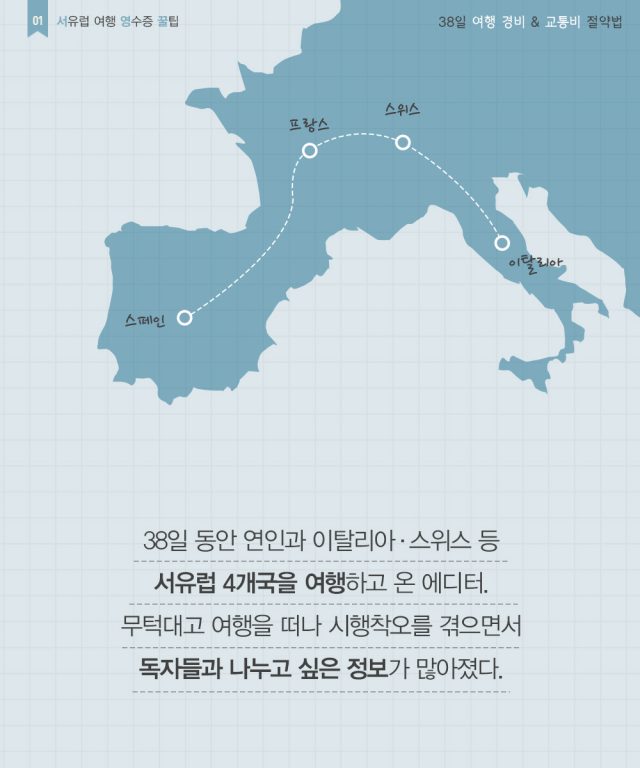 01 서유럽 여행 영수증 꿀팁
38일 여행 경비 & 교통비 절약법
스위스
프랑스
이탈리아
스페인
38일 동안 연인과 이탈리아·스위스 등
서유럽 4개국을 여행하고 온 에디터.
무턱대고 여행을 떠나 시행착오를 겪으면서
독자들과 나누고 싶은 정보가 많아졌다.